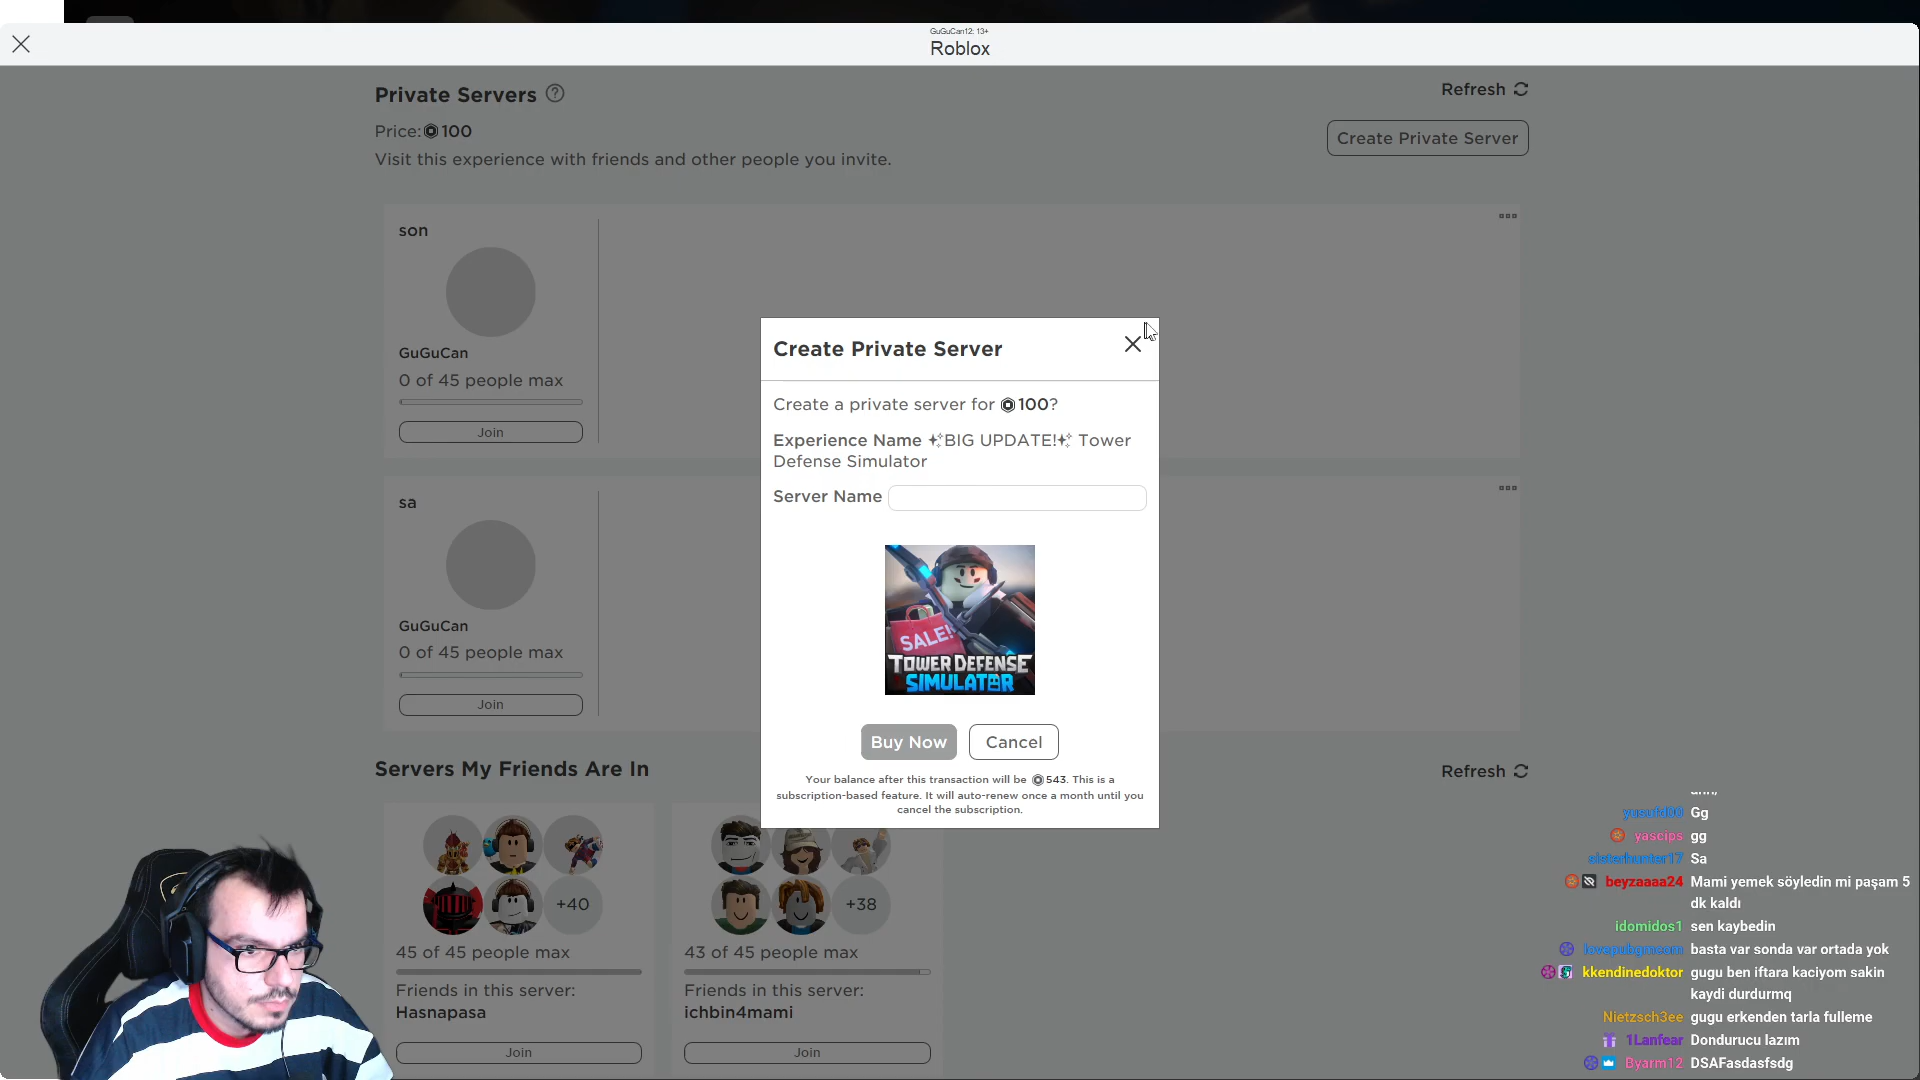 GuGuCan12: 13+
Roblox
Private Servers
Refresh
Price: 100
Create Private Server
Visit this experience with friends and other people you invite.
son
GuGuCan
0 of 45 people max
Join
sa
GuGuCan
0 of 45 people max
Join
Create Private Server
Create a private server for 100?
Experience Name ✨BIG UPDATE!✨ Tower
Defense Simulator
Server Name
SALE!
TOWER DEFENSE
SIMULATOR
Buy Now
Cancel
Your balance after this transaction will be 543. This is a
subscription-based feature. It will auto-renew once a month until you
cancel the subscription.
Servers My Friends Are In
Refresh
+40
45 of 45 people max
Friends in this server:
Hasnapasa
Join
+38
43 of 45 people max
Friends in this server:
ichbin4mami
Join
yusufd00 Gg
yascips gg
sisterhunter17 Sa
beyzaaaa24 Mami yemek söyledin mi paşam 5
dk kaldı
idomidos1 sen kaybedin
basta var sonda var ortada yok
kkendinedoktor gugu ben iftara kaciyom sakin
kaydi durdurmq
Nietzsch3ee gugu erkenden tarla fulleme
1Lanfear Dondurucu lazım
Byarm12 DSAFasdasfsdg